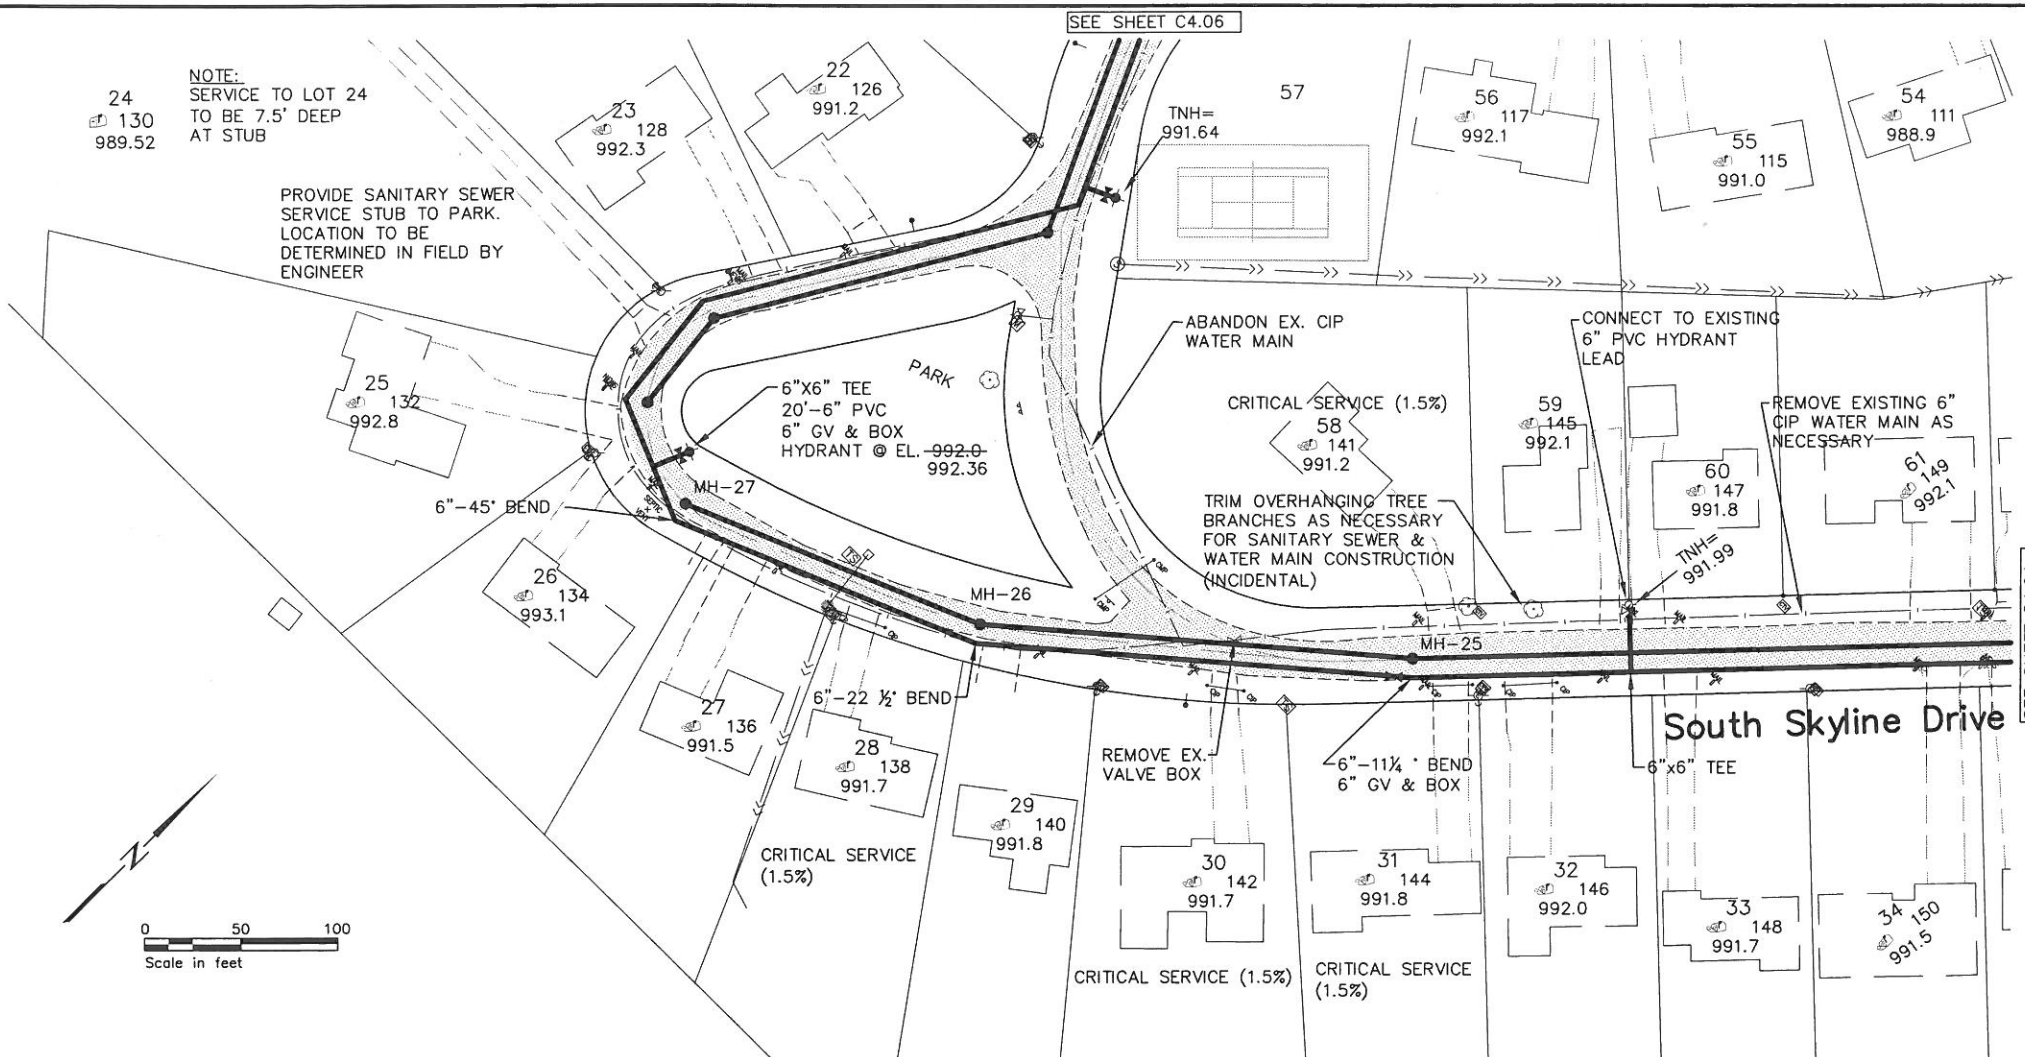 SEE SHEET C4.06
24
130
989.52
NOTE:
SERVICE TO LOT 24
TO BE 7.5' DEEP
AT STUB
23
128
992.3
22
126
991.2
TNH=
991.64
57
56
117
992.1
55
115
991.0
54
111
988.9
PROVIDE SANITARY SEWER
SERVICE STUB TO PARK.
LOCATION TO BE
DETERMINED IN FIELD BY
ENGINEER
ABANDON EX. CIP
WATER MAIN
CONNECT TO EXISTING
6" PVC HYDRANT
LEAD
PARK
25
132
992.8
6"X6" TEE
20'-6" PVC
6" GV & BOX
HYDRANT @ EL. 992.0
992.36
CRITICAL SERVICE (1.5%)
58
141
991.2
59
145
992.1
REMOVE EXISTING 6"
CIP WATER MAIN AS
NECESSARY
60
147
991.8
61
149
992.1
MH-27
6"-45° BEND
TRIM OVERHANGING TREE
BRANCHES AS NECESSARY
FOR SANITARY SEWER &
WATER MAIN CONSTRUCTION
(INCIDENTAL)
TNH=
991.99
26
134
993.1
MH-26
MH-25
27
136
991.5
6"-22 ½° BEND
28
138
991.7
REMOVE EX.
VALVE BOX
6"-11¼ ° BEND
6" GV & BOX
6"x6" TEE
South Skyline Drive
29
140
991.8
CRITICAL SERVICE
(1.5%)
30
142
991.7
31
144
991.8
32
146
992.0
33
148
991.7
34
150
991.5
CRITICAL SERVICE (1.5%)
CRITICAL SERVICE
(1.5%)
N
0 50 100
Scale in feet